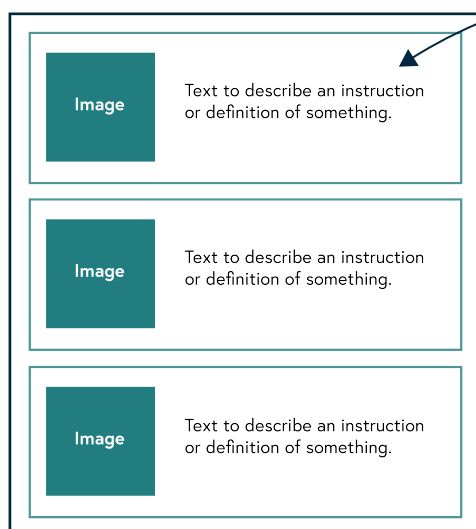 Image
Text to describe an instruction
or definition of something.
Image
Text to describe an instruction
or definition of something.
Image
Text to describe an instruction
or definition of something.